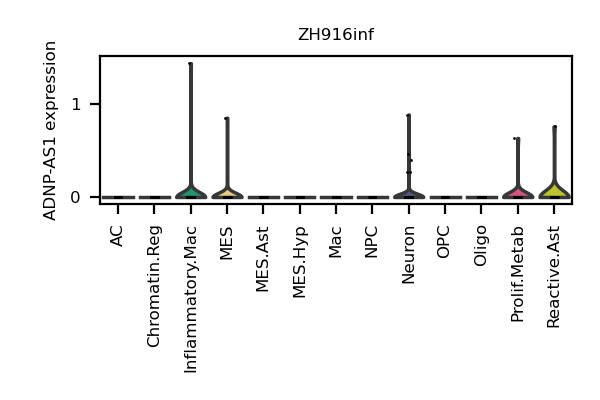 ZH916inf
ADNP-AS1 expression
1
0
AC
Chromatin.Reg
Inflammatory.Mac
MES
MES.Ast
MES.Hyp
Mac
NPC
Neuron
OPC
Oligo
Prolif.Metab
Reactive.Ast